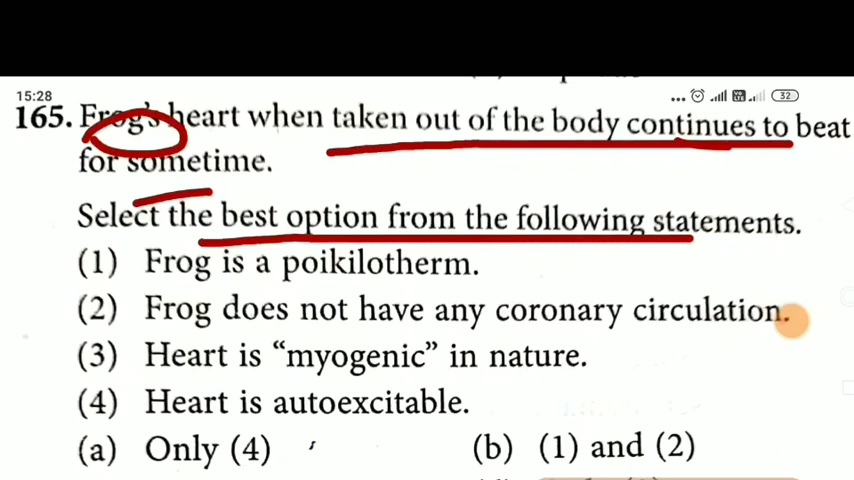 15:28
... 32
165. Frog's heart when taken out of the body continues to beat
for sometime.
Select the best option from the following statements.
(1) Frog is a poikilotherm.
(2) Frog does not have any coronary circulation.
(3) Heart is “myogenic” in nature.
(4) Heart is autoexcitable.
(a) Only (4) (b) (1) and (2)